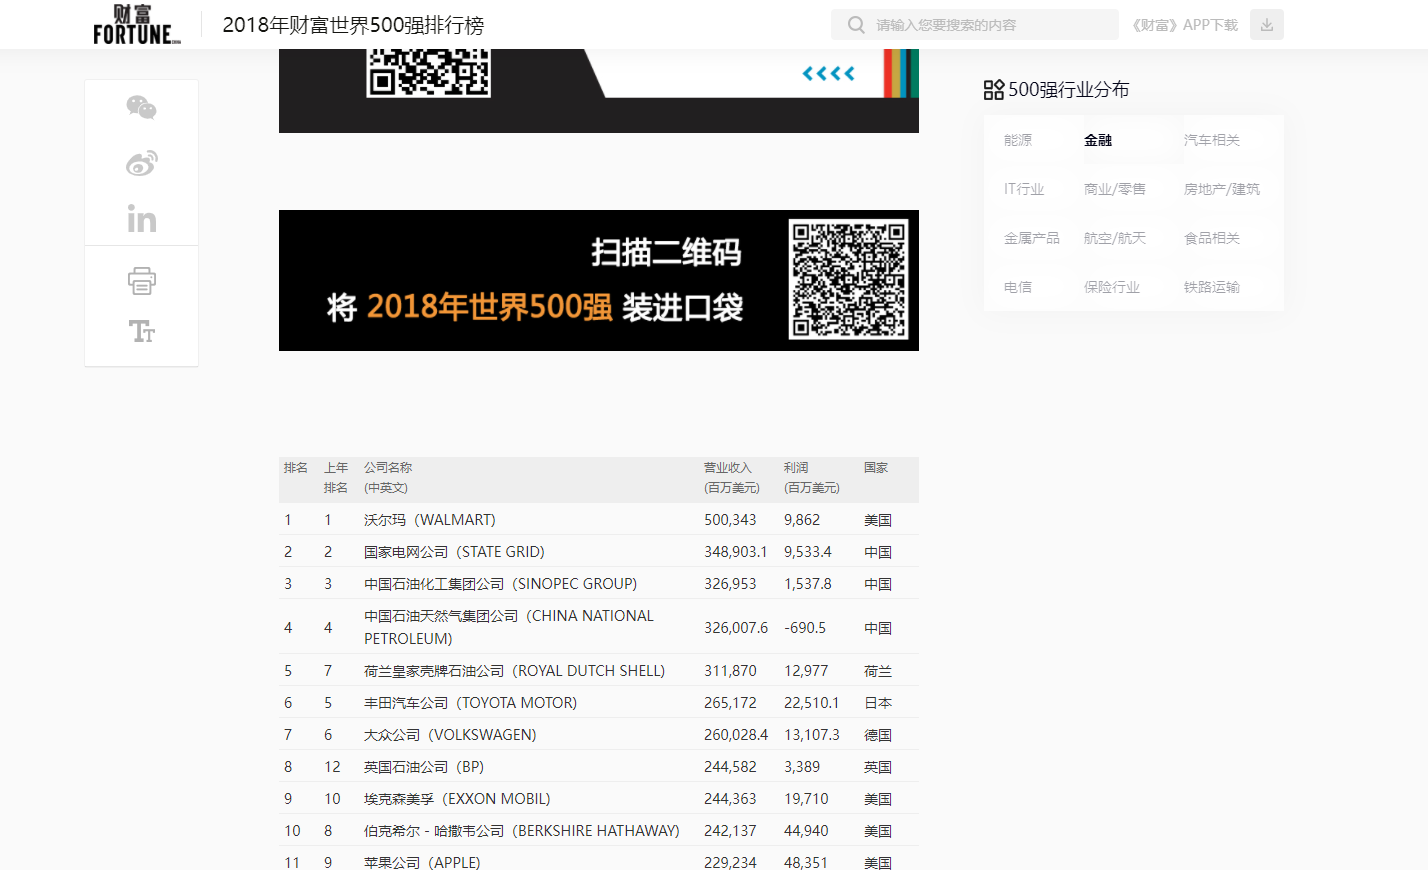 财富
FORTUNE
2018年财富世界500强排行榜
请输入您要搜索的内容
《财富》APP下载
500强行业分布
能源 金融 汽车相关
IT行业 商业/零售 房地产/建筑
金属产品 航空/航天 食品相关
电信 保险行业 铁路运输
in
Tt
扫描二维码
将 2018年世界500强 装进口袋
排名 上年排名 公司名称(中英文) 营业收入(百万美元) 利润(百万美元) 国家
1 1 沃尔玛（WALMART) 500,343 9,862 美国
2 2 国家电网公司（STATE GRID) 348,903.1 9,533.4 中国
3 3 中国石油化工集团公司（SINOPEC GROUP) 326,953 1,537.8 中国
4 4 中国石油天然气集团公司（CHINA NATIONAL PETROLEUM) 326,007.6 -690.5 中国
5 7 荷兰皇家壳牌石油公司（ROYAL DUTCH SHELL) 311,870 12,977 荷兰
6 5 丰田汽车公司（TOYOTA MOTOR) 265,172 22,510.1 日本
7 6 大众公司（VOLKSWAGEN) 260,028.4 13,107.3 德国
8 12 英国石油公司（BP) 244,582 3,389 英国
9 10 埃克森美孚（EXXON MOBIL) 244,363 19,710 美国
10 8 伯克希尔－哈撒韦公司（BERKSHIRE HATHAWAY) 242,137 44,940 美国
11 9 苹果公司（APPLE) 229,234 48,351 美国